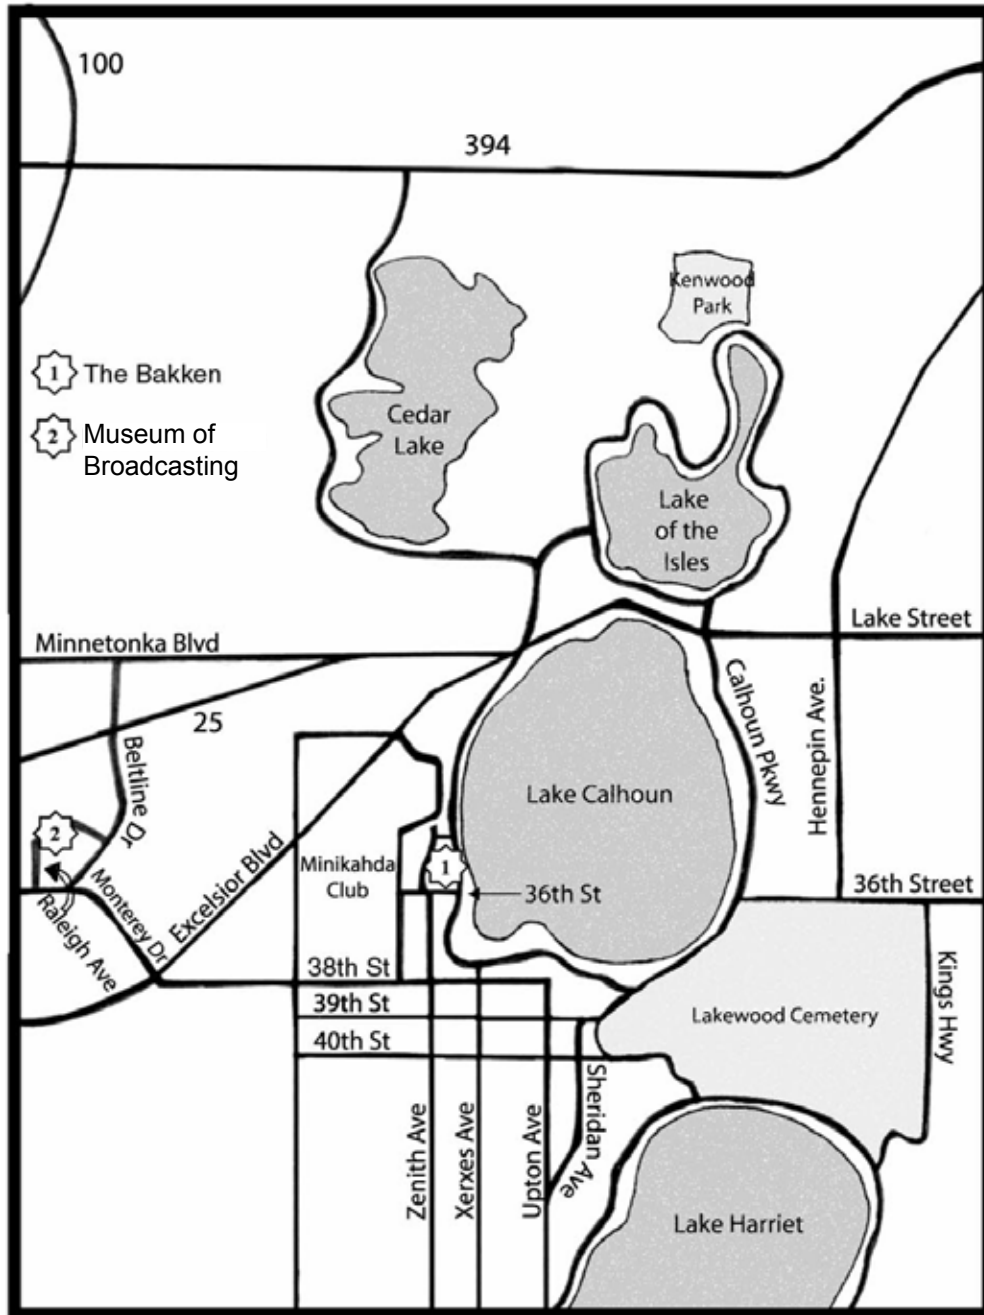 100
394
Kenwood
Park
1 The Bakken
2 Museum of
Broadcasting
Cedar
Lake
Lake
of the
Isles
Lake Street
Minnetonka Blvd
25
Beltline Dr
Calhoun Pkwy
Hennepin Ave.
Lake Calhoun
2
Excelsior Blvd
Minikahda
Club
1
36th St
36th Street
Monterey Dr
Raleigh Ave
38th St
39th St
40th St
Kings Hwy
Lakewood Cemetery
Zenith Ave
Xerxes Ave
Upton Ave
Sheridan Ave
Lake Harriet